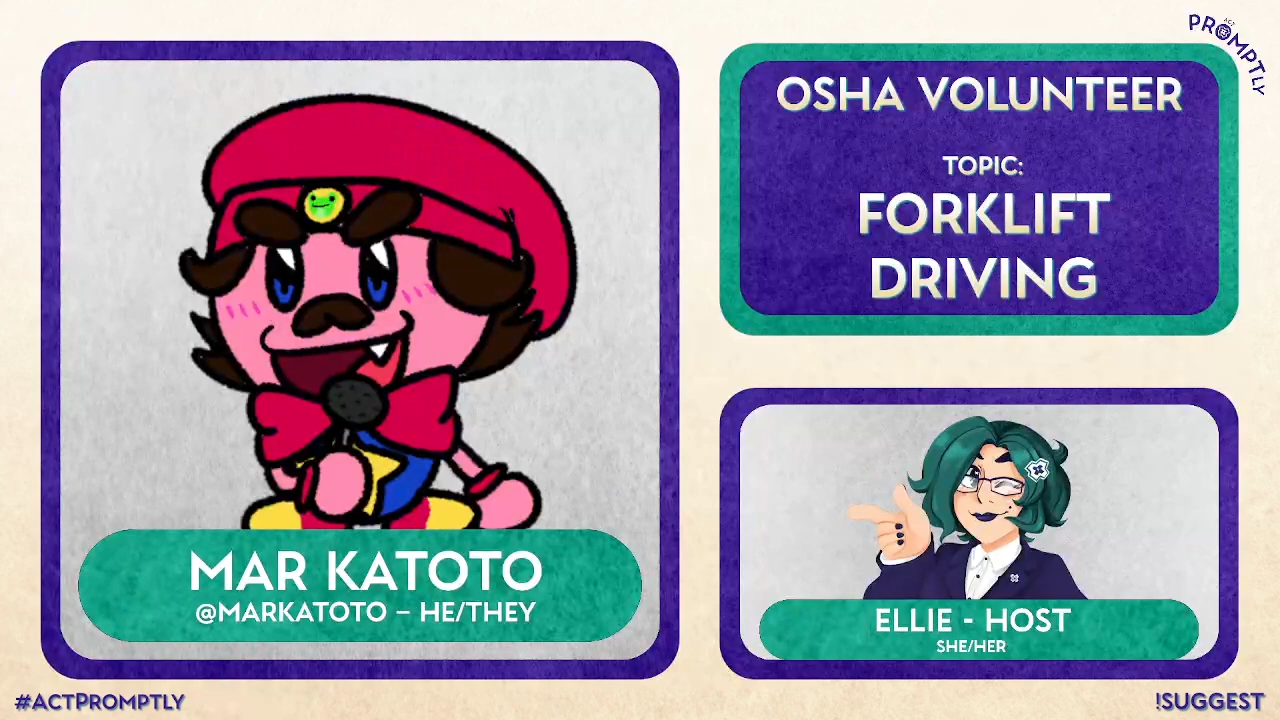 ACT
PROMPTLY
OSHA VOLUNTEER
TOPIC:
FORKLIFT
DRIVING
MAR KATOTO
@MARKATOTO – HE/THEY
ELLIE - HOST
SHE/HER
#ACTPROMPTLY
!SUGGEST